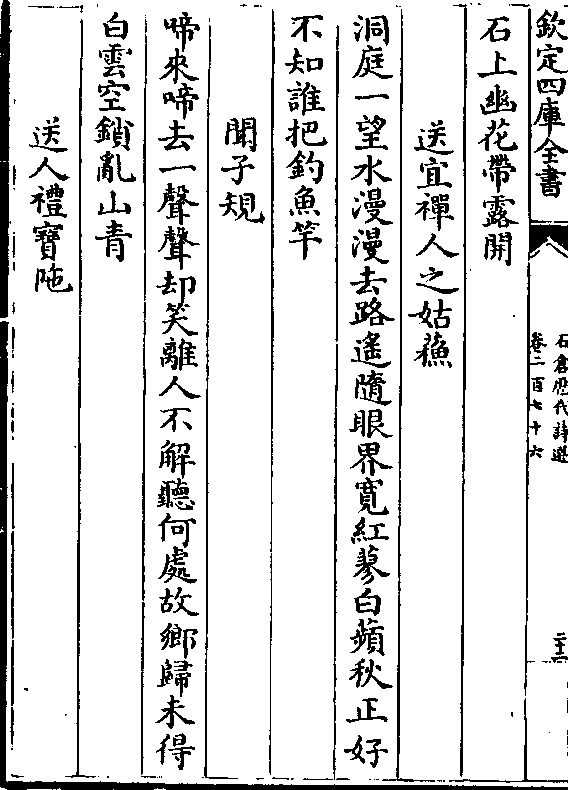 欽定四庫全書
石倉歷代詩選
卷二百七十六
石上幽花帶露開
送宜禪人之姑蘓
洞庭一望水漫漫去路遙隨眼界寛紅蓼白蘋秋正好
不知誰把釣魚竿
聞子規
啼來啼去一聲聲却笑離人不解聽何處故鄉歸未得
白雲空鎖亂山青
送人禮寳陁